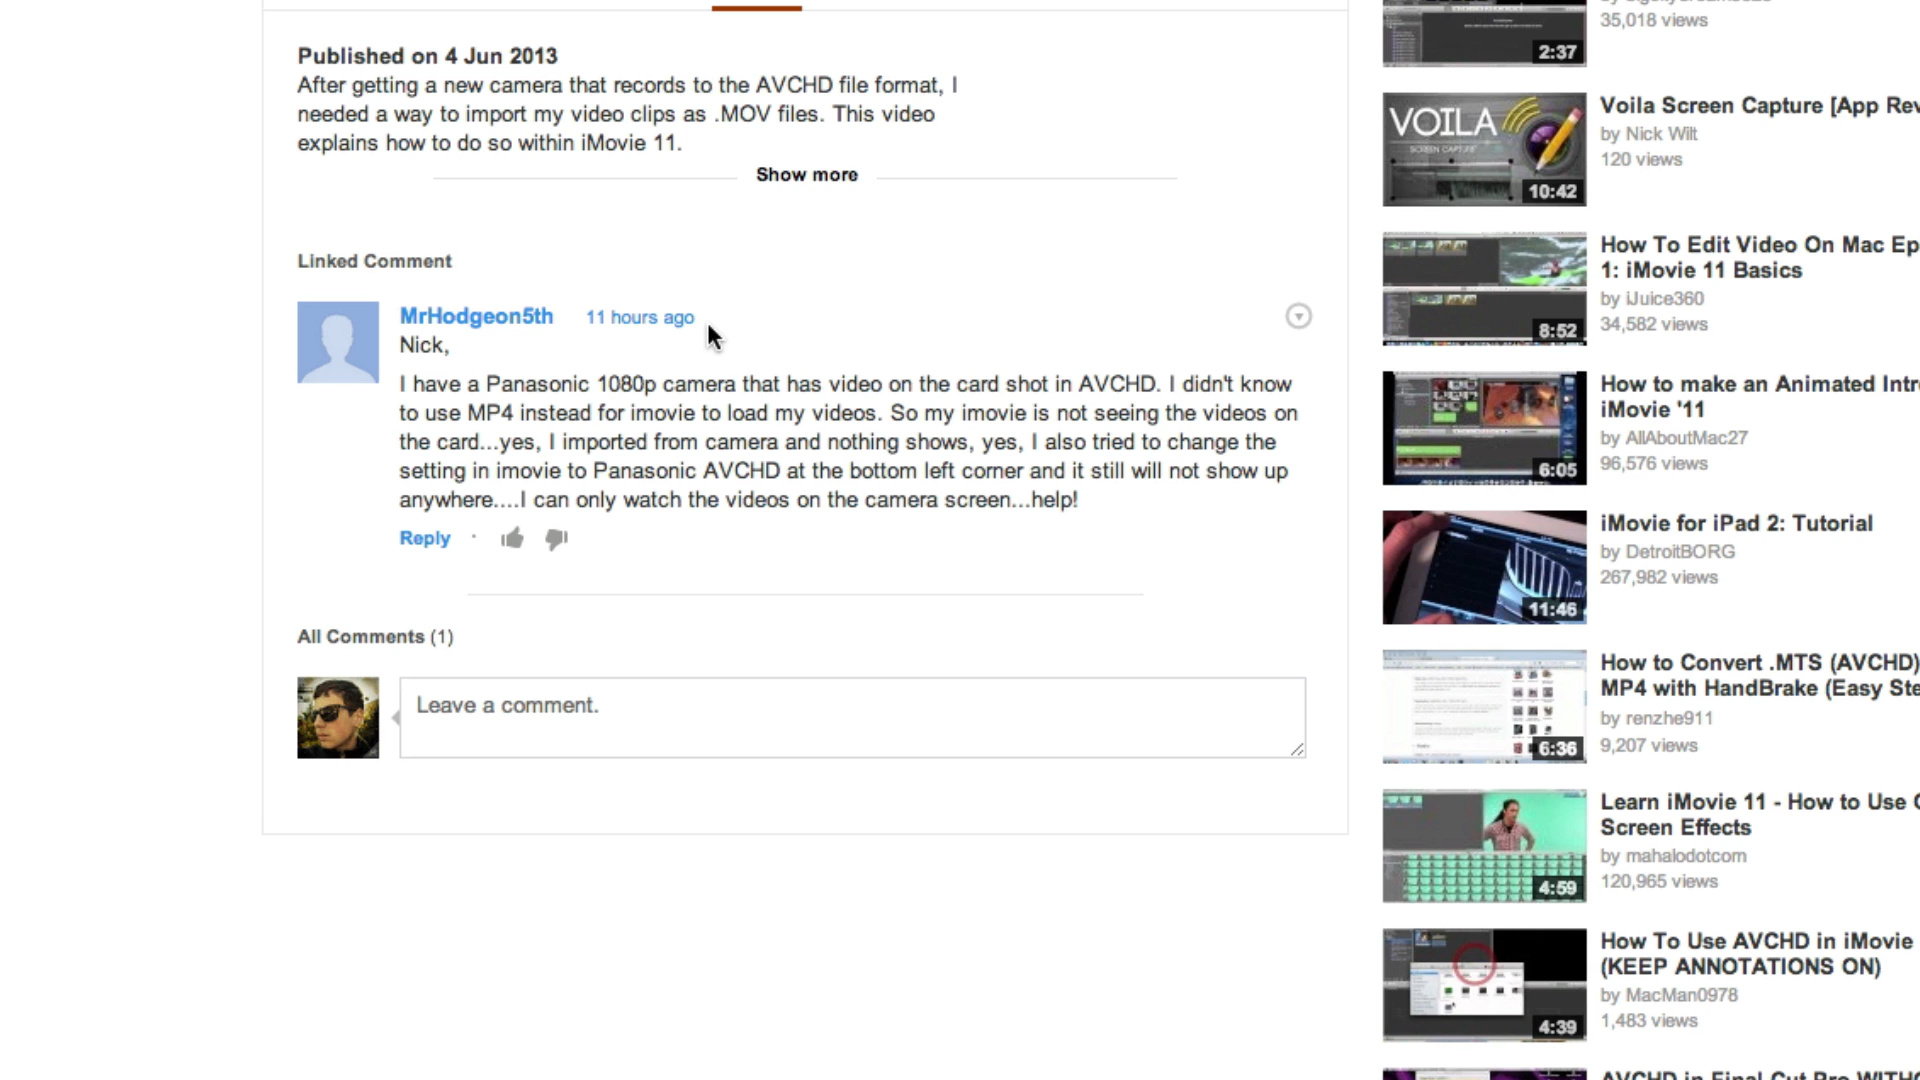 Published on 4 Jun 2013
After getting a new camera that records to the AVCHD file format, I
needed a way to import my video clips as .MOV files. This video
explains how to do so within iMovie 11.
Show more
Linked Comment
MrHodgeon5th 11 hours ago
Nick,
I have a Panasonic 1080p camera that has video on the card shot in AVCHD. I didn't know
to use MP4 instead for imovie to load my videos. So my imovie is not seeing the videos on
the card...yes, I imported from camera and nothing shows, yes, I also tried to change the
setting in imovie to Panasonic AVCHD at the bottom left corner and it still will not show up
anywhere....I can only watch the videos on the camera screen...help!
Reply
All Comments (1)
Leave a comment.
35,018 views
2:37
VOILA
SCREEN CAPTURE
10:42
Voila Screen Capture [App Rev
by Nick Wilt
120 views
8:52
How To Edit Video On Mac Ep
1: iMovie 11 Basics
by iJuice360
34,582 views
6:05
How to make an Animated Intr
iMovie '11
by AllAboutMac27
96,576 views
11:46
iMovie for iPad 2: Tutorial
by DetroitBORG
267,982 views
6:36
How to Convert .MTS (AVCHD)
MP4 with HandBrake (Easy Ste
by renzhe911
9,207 views
4:59
Learn iMovie 11 - How to Use
Screen Effects
by mahalodotcom
120,965 views
4:39
How To Use AVCHD in iMovie
(KEEP ANNOTATIONS ON)
by MacMan0978
1,483 views
AVCHD in Final Cut Pro WITH